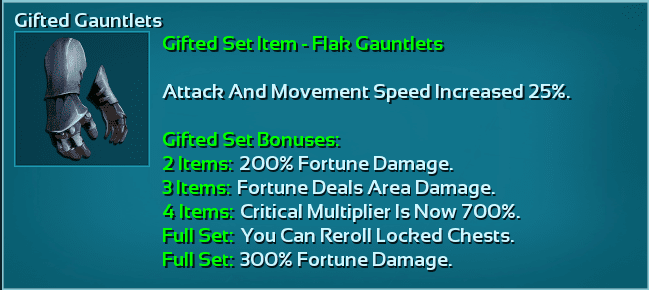 Gifted Gauntlets
Gifted Set Item - Flak Gauntlets
Attack And Movement Speed Increased 25%.
Gifted Set Bonuses:
2 Items: 200% Fortune Damage.
3 Items: Fortune Deals Area Damage.
4 Items: Critical Multiplier Is Now 700%.
Full Set: You Can Reroll Locked Chests.
Full Set: 300% Fortune Damage.